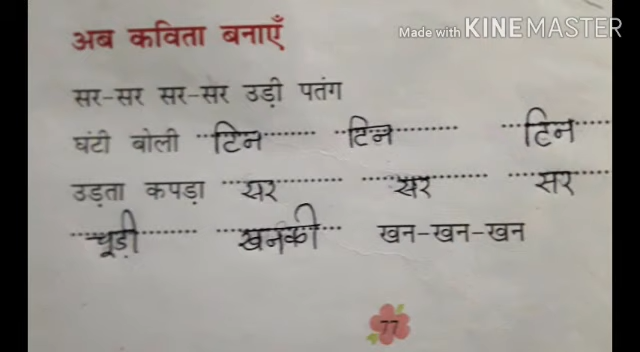 Made with KINEMASTER
अब कविता बनाएँ
सर-सर सर-सर उड़ी पतंग
घंटी बोली टिन टिन टिन
उड़ता कपड़ा सर सर सर
चूड़ी खनकी खन-खन-खन
77